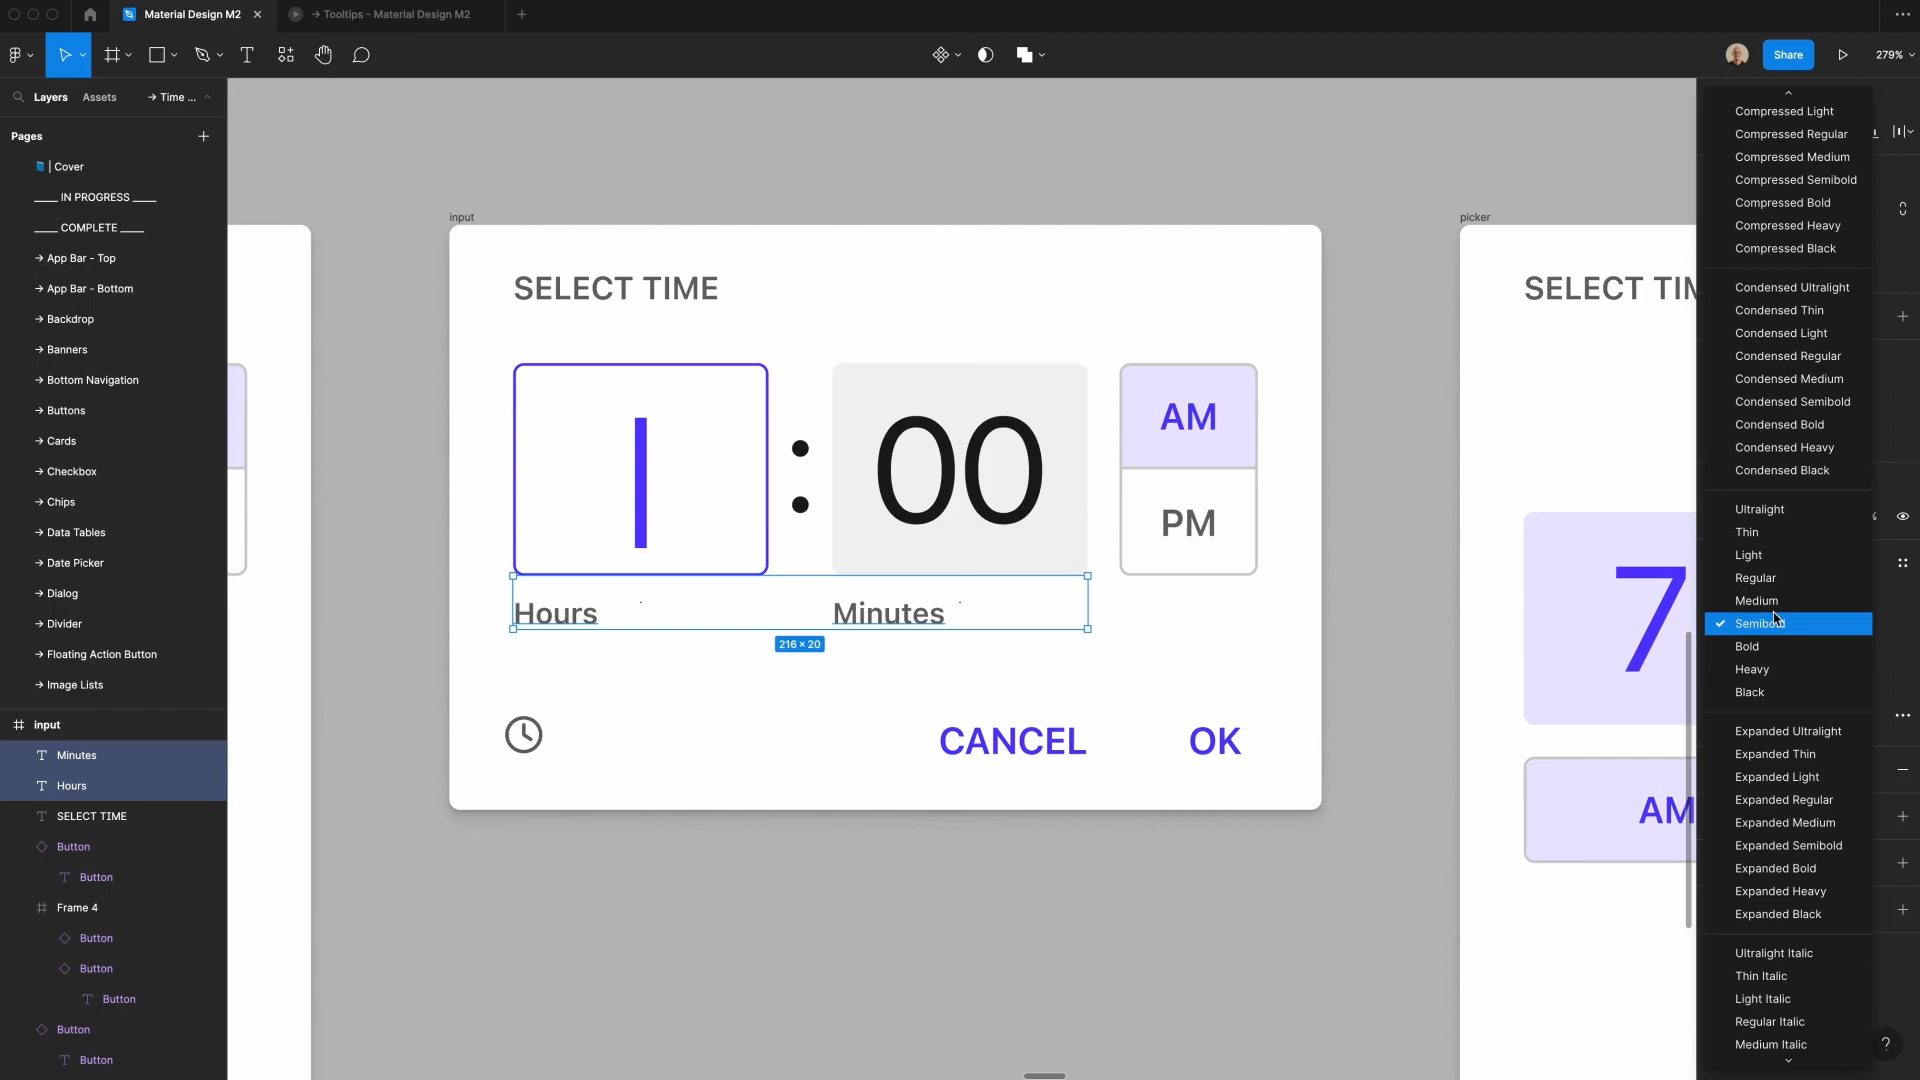 Material Design M2
→ Tooltips - Material Design M2
Share
279%
Layers
Assets
→ Time ...
Pages
| Cover
____ IN PROGRESS ____
____ COMPLETE ____
→ App Bar - Top
→ App Bar - Bottom
→ Backdrop
→ Banners
→ Bottom Navigation
→ Buttons
→ Cards
→ Checkbox
→ Chips
→ Data Tables
→ Date Picker
→ Dialog
→ Divider
→ Floating Action Button
→ Image Lists
input
Minutes
Hours
SELECT TIME
Button
Button
Frame 4
Button
Button
Button
Button
Button
input
SELECT TIME
:
00
AM
PM
Hours
Minutes
216 × 20
CANCEL
OK
picker
SELECT TIM
7
AM
Compressed Light
Compressed Regular
Compressed Medium
Compressed Semibold
Compressed Bold
Compressed Heavy
Compressed Black
Condensed Ultralight
Condensed Thin
Condensed Light
Condensed Regular
Condensed Medium
Condensed Semibold
Condensed Bold
Condensed Heavy
Condensed Black
Ultralight
Thin
Light
Regular
Medium
Semibold
Bold
Heavy
Black
Expanded Ultralight
Expanded Thin
Expanded Light
Expanded Regular
Expanded Medium
Expanded Semibold
Expanded Bold
Expanded Heavy
Expanded Black
Ultralight Italic
Thin Italic
Light Italic
Regular Italic
Medium Italic
?